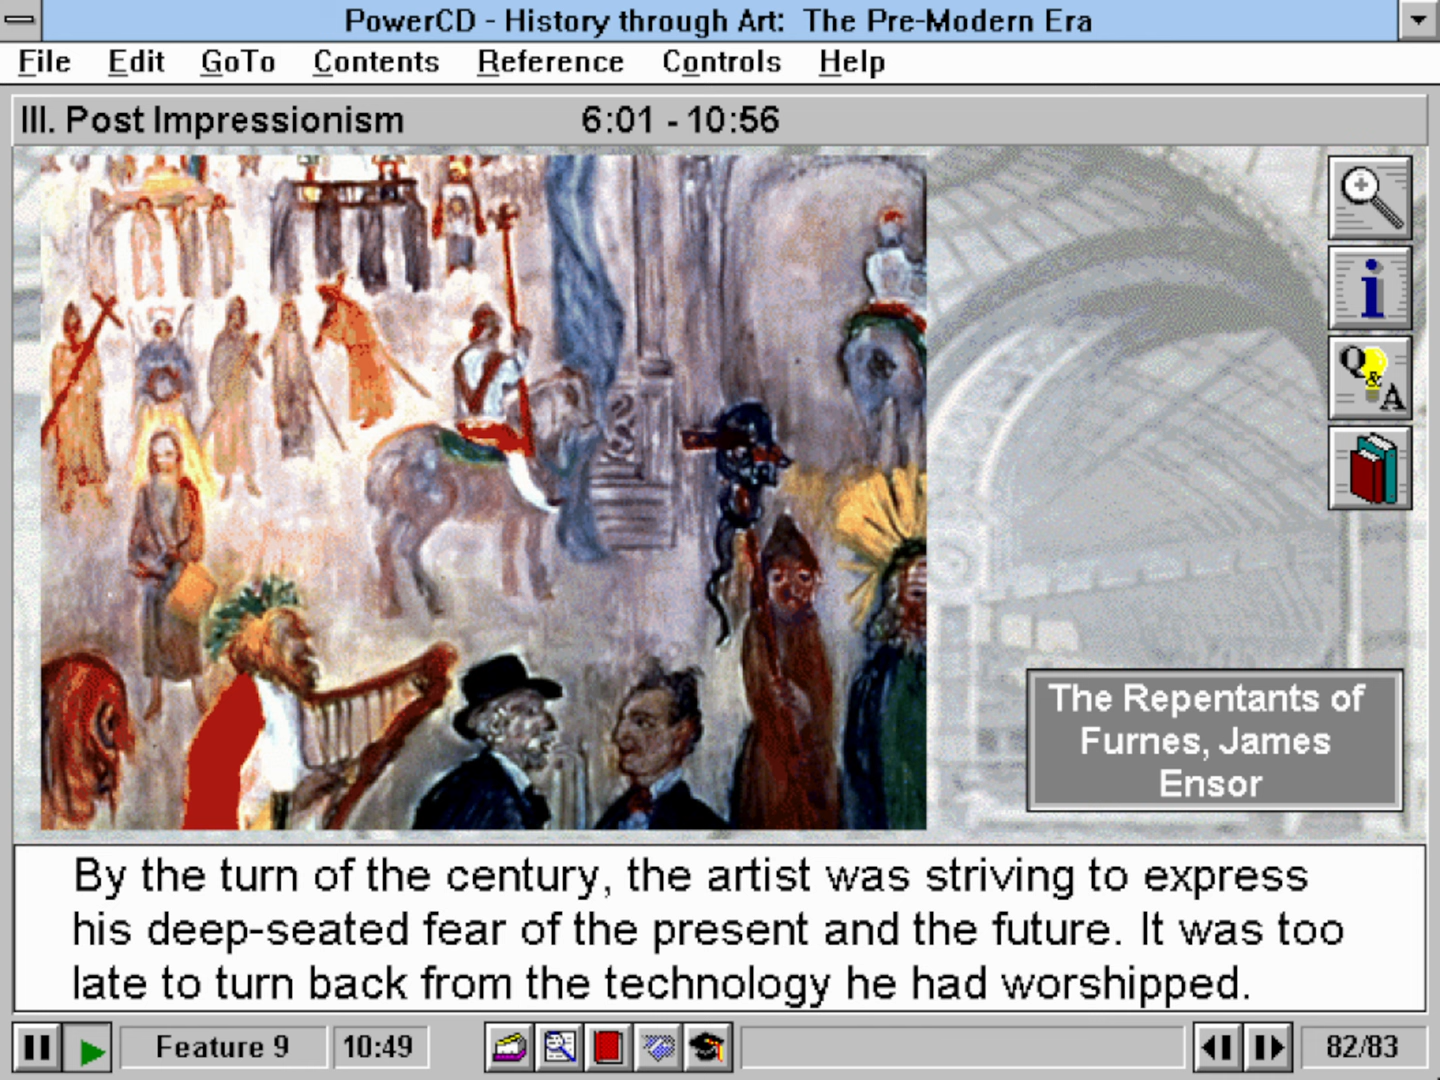 PowerCD - History through Art: The Pre-Modern Era
File Edit GoTo Contents Reference Controls Help
III. Post Impressionism 6:01 - 10:56
i
Q & A
The Repentants of
Furnes, James
Ensor
By the turn of the century, the artist was striving to express
his deep-seated fear of the present and the future. It was too
late to turn back from the technology he had worshipped.
Feature 9 10:49 82/83